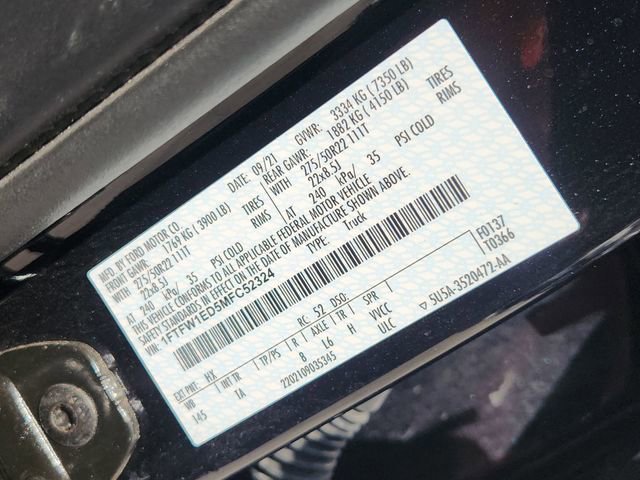 MFD. BY FORD MOTOR CO.
DATE: 09/21 GVWR: 3334 KG ( 7350 LB)
FRONT GAWR: 1769 KG ( 3900 LB) REAR GAWR: 1882 KG ( 4150 LB)
WITH 275/50R22 111T TIRES WITH 275/50R22 111T TIRES
22x8.5J RIMS 22x8.5J RIMS
AT 240 kPa/ 35 PSI COLD AT 240 kPa/ 35 PSI COLD
THIS VEHICLE CONFORMS TO ALL APPLICABLE FEDERAL MOTOR VEHICLE
SAFETY STANDARDS IN EFFECT ON THE DATE OF MANUFACTURE SHOWN ABOVE.
VIN: 1FTFW1ED5MFC52324 TYPE: Truck
F0137
T0366
EXT PNT: HX RC: 52 DSO:
WB INT TR TP/PS R AXLE TR SPR
145 TA 8 L6 H VVCC
2202109035345 ULC
5U5A-3520472-AA